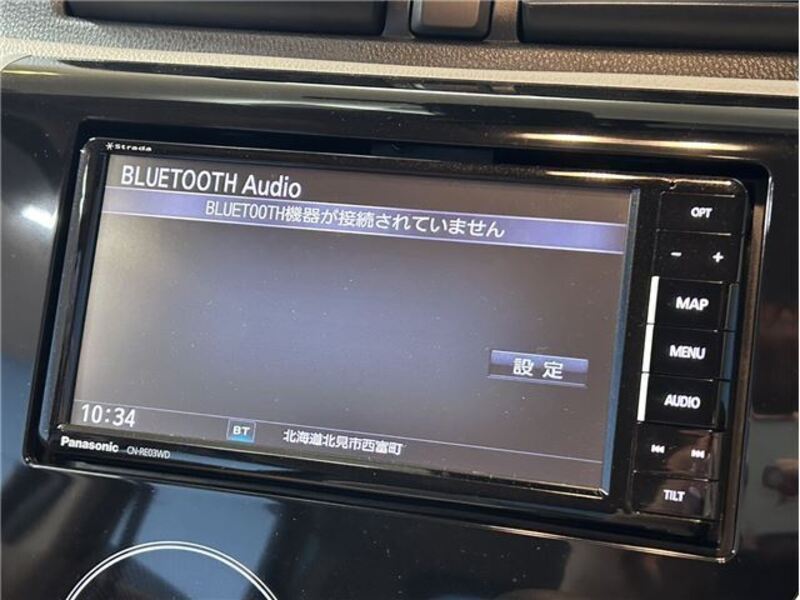 Strada
BLUETOOTH Audio
BLUETOOTH機器が接続されていません
設定
10:34
BT
北海道北見市西富町
Panasonic CN-RE03WD
OPT
- +
MAP
MENU
AUDIO
TILT